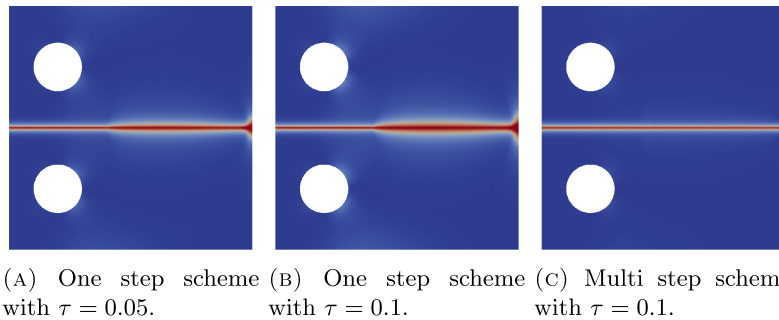 (A) One step scheme
with τ = 0.05.
(B) One step scheme
with τ = 0.1.
(C) Multi step schem
with τ = 0.1.